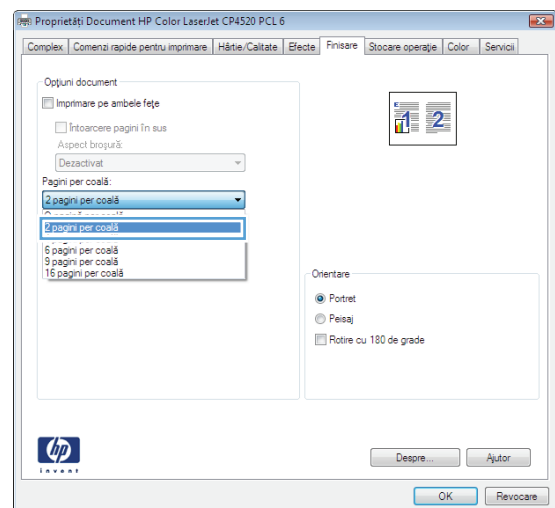 Proprietăți Document HP Color LaserJet CP4520 PCL 6
Complex Comenzi rapide pentru imprimare Hârtie/Calitate Efecte Finisare Stocare operație Color Servicii
Opțiuni document
Imprimare pe ambele fețe
Întoarcere pagini în sus
Aspect broșură:
Dezactivat
Pagini per coală:
2 pagini per coală
2 pagini per coală
6 pagini per coală
9 pagini per coală
16 pagini per coală
E
1 2
Orientare
Portret
Peisaj
Rotire cu 180 de grade
hp
invent
Despre... Ajutor
OK Revocare